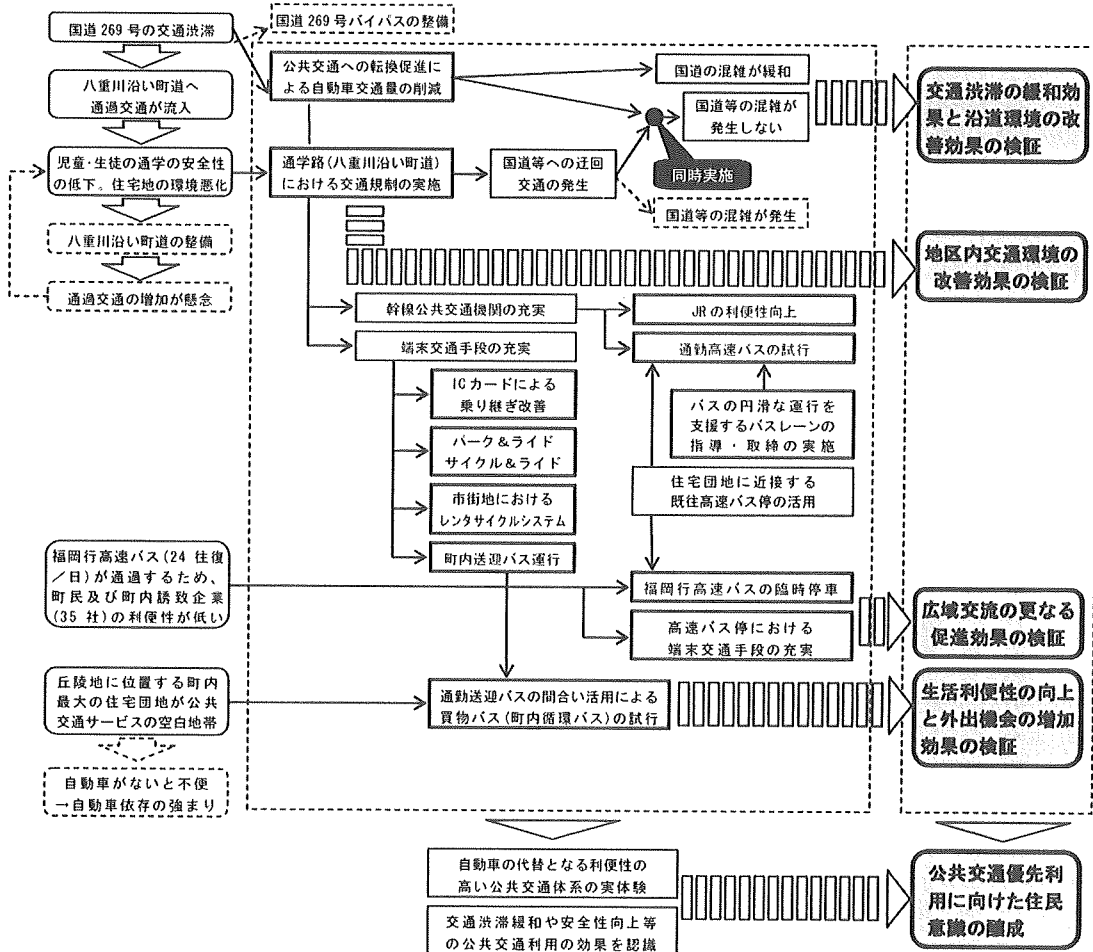 国道 269 号の交通渋滞
国道 269 号バイパスの整備
八重川沿い町道へ
通過交通が流入
児童・生徒の通学の安全性
の低下。住宅地の環境悪化
八重川沿い町道の整備
通過交通の増加が懸念
公共交通への転換促進に
よる自動車交通量の削減
国道の混雑が緩和
国道等の混雑が
発生しない
同時実施
通学路(八重川沿い町道)
における交通規制の実施
国道等への迂回
交通の発生
国道等の混雑が発生
交通渋滞の緩和効
果と沿道環境の改
善効果の検証
地区内交通環境の
改善効果の検証
幹線公共交通機関の充実
JRの利便性向上
端末交通手段の充実
通勤高速バスの試行
ICカードによる
乗り継ぎ改善
パーク&ライド
サイクル&ライド
市街地における
レンタサイクルシステム
町内送迎バス運行
バスの円滑な運行を
支援するバスレーンの
指導・取締の実施
住宅団地に近接する
既往高速バス停の活用
福岡行高速バス(24 往復
/日)が通過するため、
町民及び町内誘致企業
(35 社)の利便性が低い
福岡行高速バスの臨時停車
高速バス停における
端末交通手段の充実
広域交流の更なる
促進効果の検証
丘陵地に位置する町内
最大の住宅団地が公共
交通サービスの空白地帯
通勤送迎バスの間合い活用による
買物バス(町内循環バス)の試行
生活利便性の向上
と外出機会の増加
効果の検証
自動車がないと不便
→自動車依存の強まり
自動車の代替となる利便性の
高い公共交通体系の実体験
交通渋滞緩和や安全性向上等
の公共交通利用の効果を認識
公共交通優先利
用に向けた住民
意識の醸成